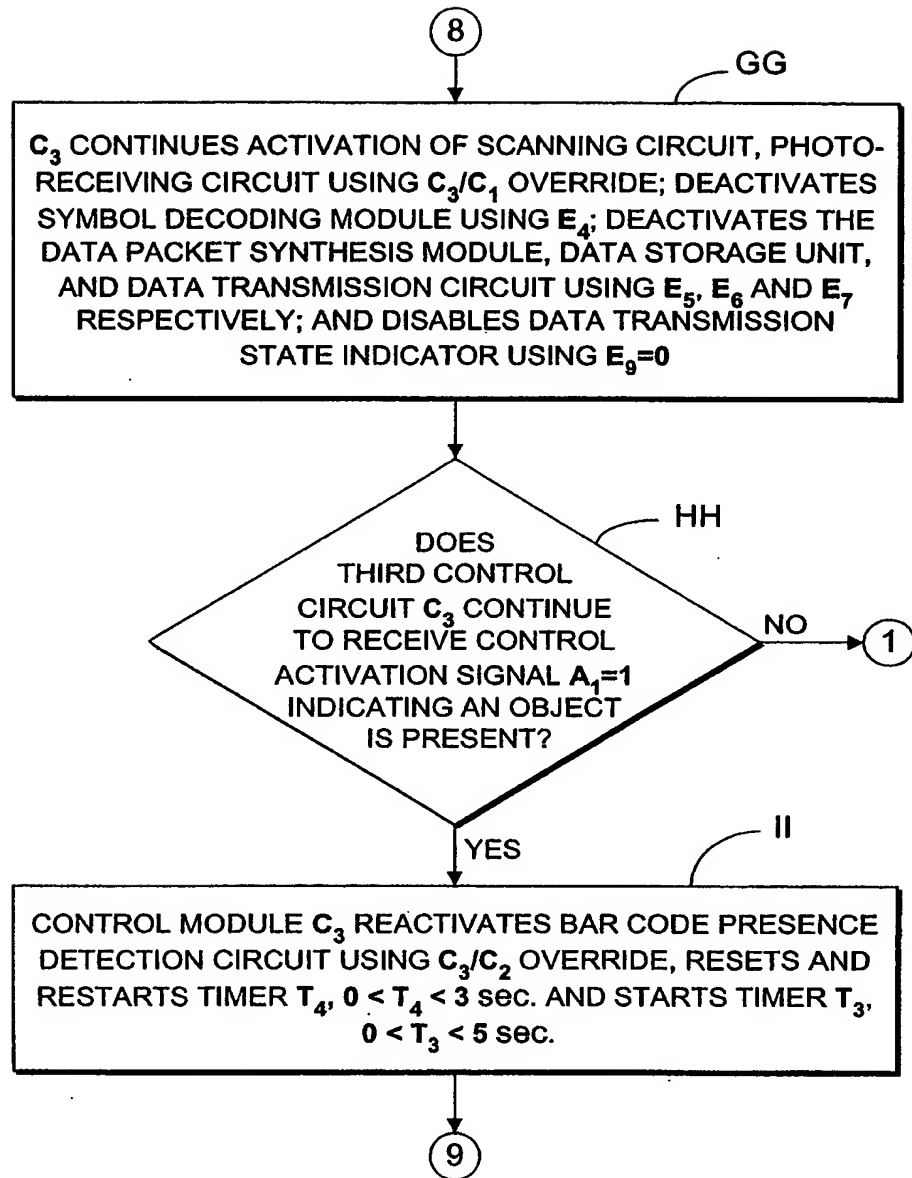 8
GG
C3 CONTINUES ACTIVATION OF SCANNING CIRCUIT, PHOTO-
RECEIVING CIRCUIT USING C3/C1 OVERRIDE; DEACTIVATES
SYMBOL DECODING MODULE USING E4; DEACTIVATES THE
DATA PACKET SYNTHESIS MODULE, DATA STORAGE UNIT,
AND DATA TRANSMISSION CIRCUIT USING E5, E6 AND E7
RESPECTIVELY; AND DISABLES DATA TRANSMISSION
STATE INDICATOR USING E9=0
HH
DOES
THIRD CONTROL
CIRCUIT C3 CONTINUE
TO RECEIVE CONTROL
ACTIVATION SIGNAL A1=1
INDICATING AN OBJECT
IS PRESENT?
NO
1
YES
II
CONTROL MODULE C3 REACTIVATES BAR CODE PRESENCE
DETECTION CIRCUIT USING C3/C2 OVERRIDE, RESETS AND
RESTARTS TIMER T4, 0 < T4 < 3 sec. AND STARTS TIMER T3,
0 < T3 < 5 sec.
9